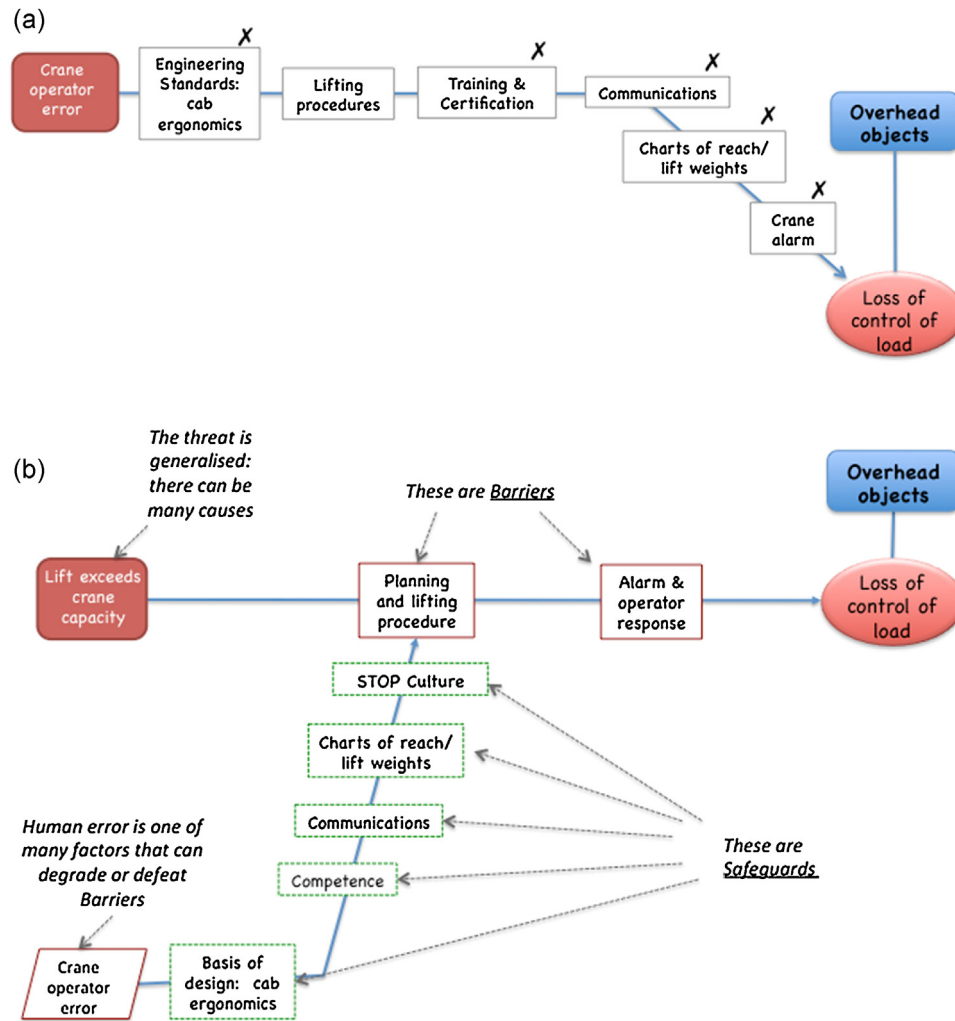 (a)
Crane
operator
error
Engineering
Standards:
cab
ergonomics
✗
Lifting
procedures
Training &
Certification
✗
Communications
✗
Charts of reach/
lift weights
✗
Crane
alarm
✗
Overhead
objects
Loss of
control of
load
(b)
The threat is
generalised:
there can be
many causes
These are Barriers
Overhead
objects
Lift exceeds
crane
capacity
Planning
and lifting
procedure
Alarm &
operator
response
Loss of
control of
load
STOP Culture
Charts of reach/
lift weights
Communications
Competence
Human error is one of
many factors that can
degrade or defeat
Barriers
These are
Safeguards
Crane
operator
error
Basis of
design: cab
ergonomics